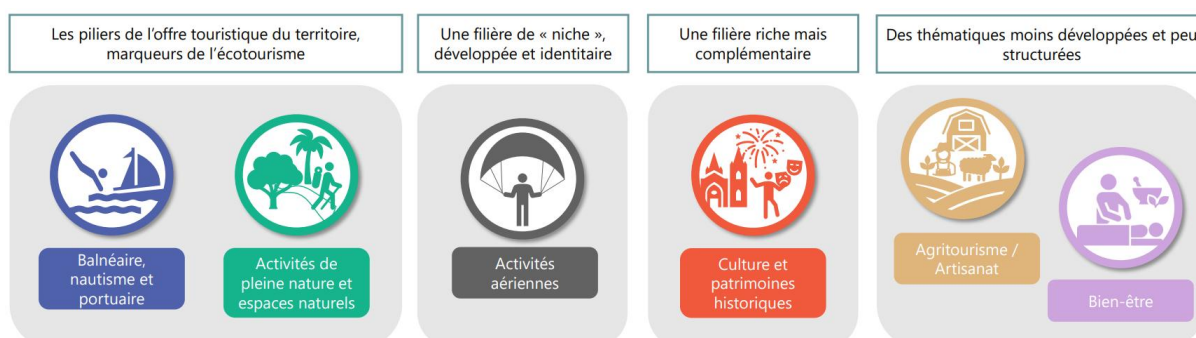 Les piliers de l’offre touristique du territoire,
marqueurs de l’écotourisme
Une filière de « niche »,
développée et identitaire
Une filière riche mais
complémentaire
Des thématiques moins développées et peu
structurées
Balnéaire,
nautisme et
portuaire
Activités de
pleine nature et
espaces naturels
Activités
aériennes
Culture et
patrimoines
historiques
Agritourisme /
Artisanat
Bien-être